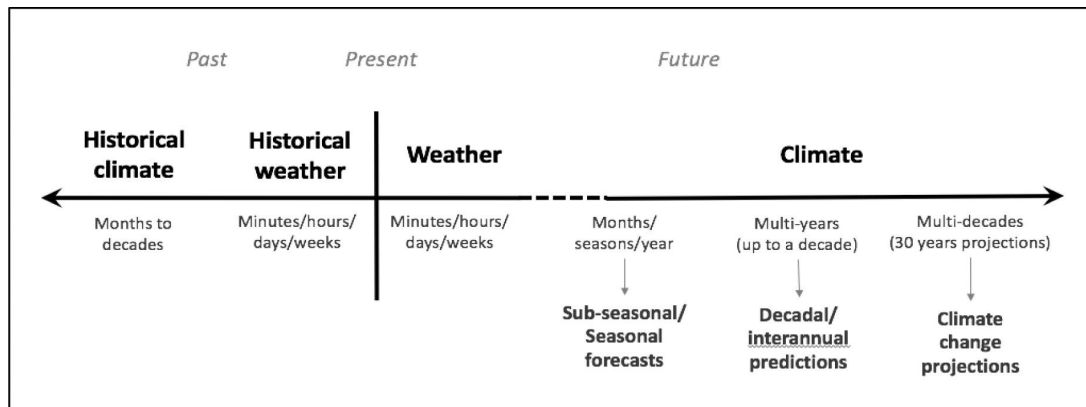 Past
Present
Future
Historical
climate
Historical
weather
Weather
Climate
Months to
decades
Minutes/hours/
days/weeks
Minutes/hours/
days/weeks
Months/
seasons/year
Multi-years
(up to a decade)
Multi-decades
(30 years projections)
Sub-seasonal/
Seasonal
forecasts
Decadal/
interannual
predictions
Climate
change
projections